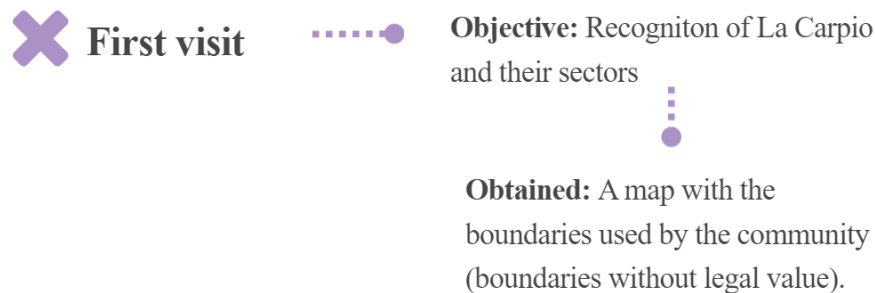 First visit
Objective: Recogniton of La Carpio
and their sectors
Obtained: A map with the
boundaries used by the community
(boundaries without legal value).